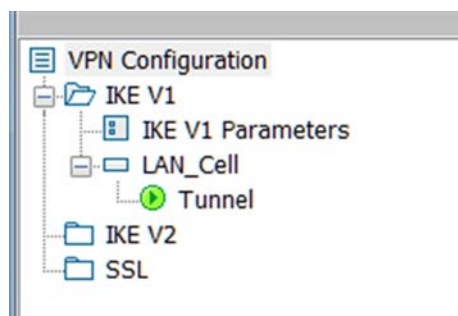 VPN Configuration
IKE V1
IKE V1 Parameters
LAN_Cell
Tunnel
IKE V2
SSL